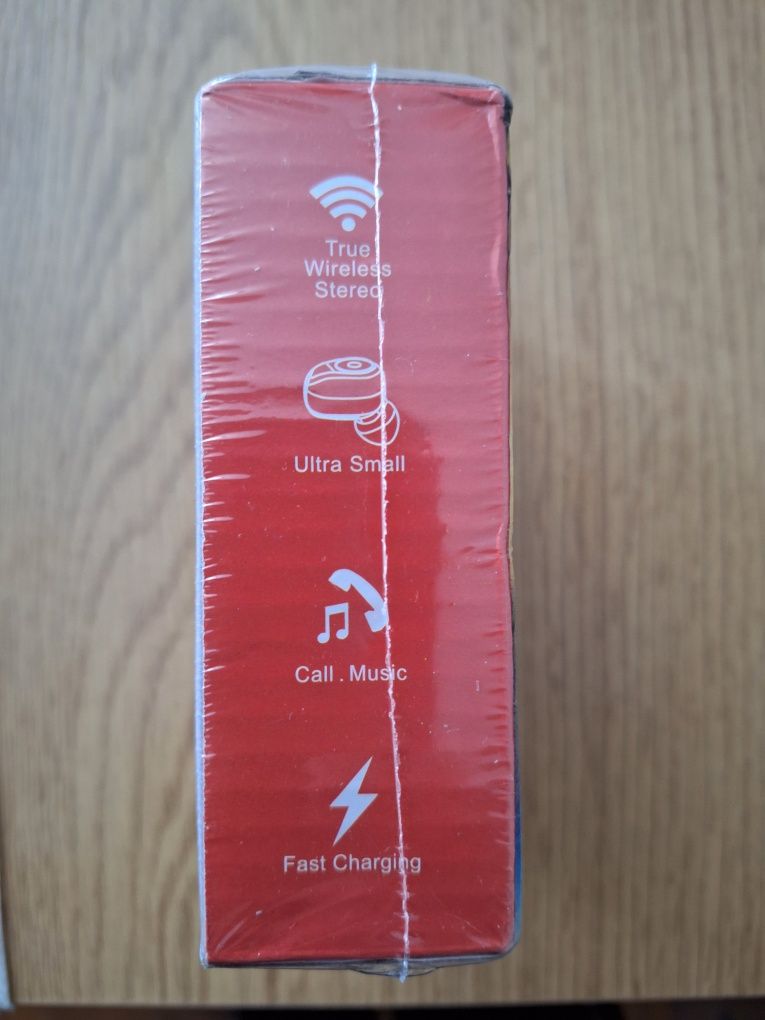 True
Wireless
Stereo
Ultra Small
Call . Music
Fast Charging